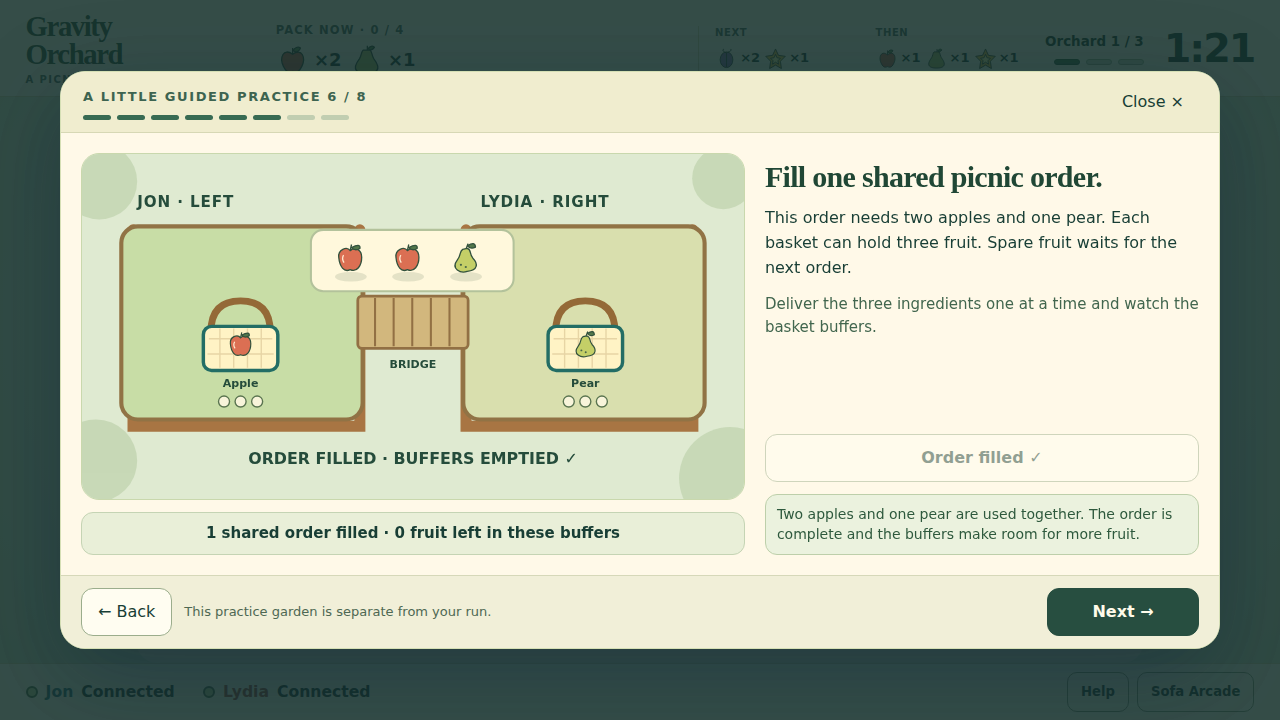 Gravity
Orchard
PACK NOW · 0 / 4
×2 ×1
NEXT
×2 ×1
THEN
×1 ×1 ×1
Orchard 1 / 3
1:21
A LITTLE GUIDED PRACTICE 6 / 8
Close ×
JON · LEFT
LYDIA · RIGHT
BRIDGE
Apple
Pear
ORDER FILLED · BUFFERS EMPTIED ✓
1 shared order filled · 0 fruit left in these buffers
Fill one shared picnic order.
This order needs two apples and one pear. Each
basket can hold three fruit. Spare fruit waits for the
next order.
Deliver the three ingredients one at a time and watch the
basket buffers.
Order filled ✓
Two apples and one pear are used together. The order is
complete and the buffers make room for more fruit.
← Back
This practice garden is separate from your run.
Next →
Jon Connected
Lydia Connected
Help
Sofa Arcade